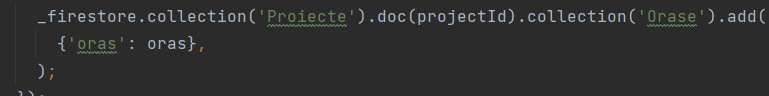 _firestore.collection('Proiecte').doc(projectId).collection('Orase').add(
{'oras': oras},
);
});